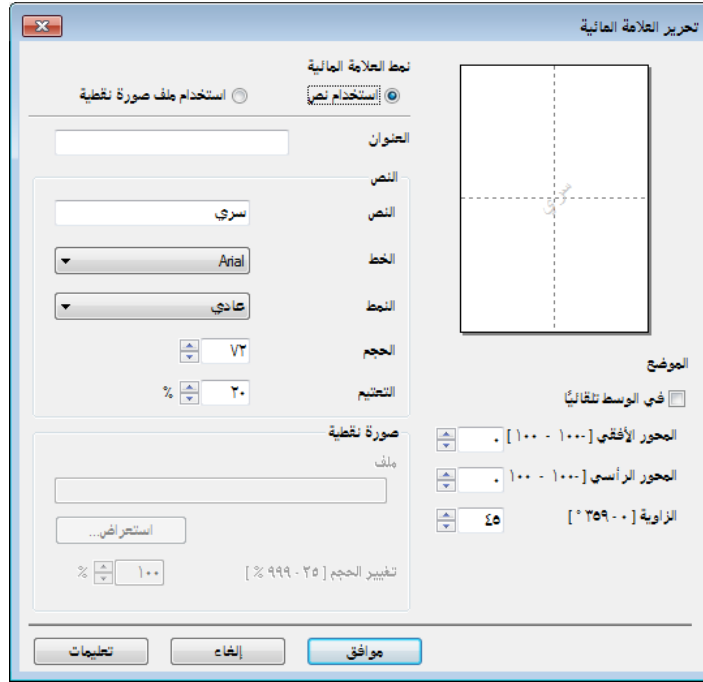 تحرير العلامة المائية
سري
الموضع
في الوسط تلقائيًا
المحور الأفقي [ -١٠٠ - ١٠٠ ] ٠
المحور الرأسي [ -١٠٠ - ١٠٠ ٠
الزاوية [ ٠ - ٣٥٩ ° ] ٤٥
نمط العلامة المائية
استخدام نص استخدام ملف صورة نقطية
العنوان
النص
النص سري
الخط Arial
النمط عادي
الحجم ٧٢
التعتيم ٢٠ %
صورة نقطية
ملف
استعراض...
تغيير الحجم [ ٢٥ - ٩٩٩ % ] ١٠٠ %
موافق إلغاء تعليمات